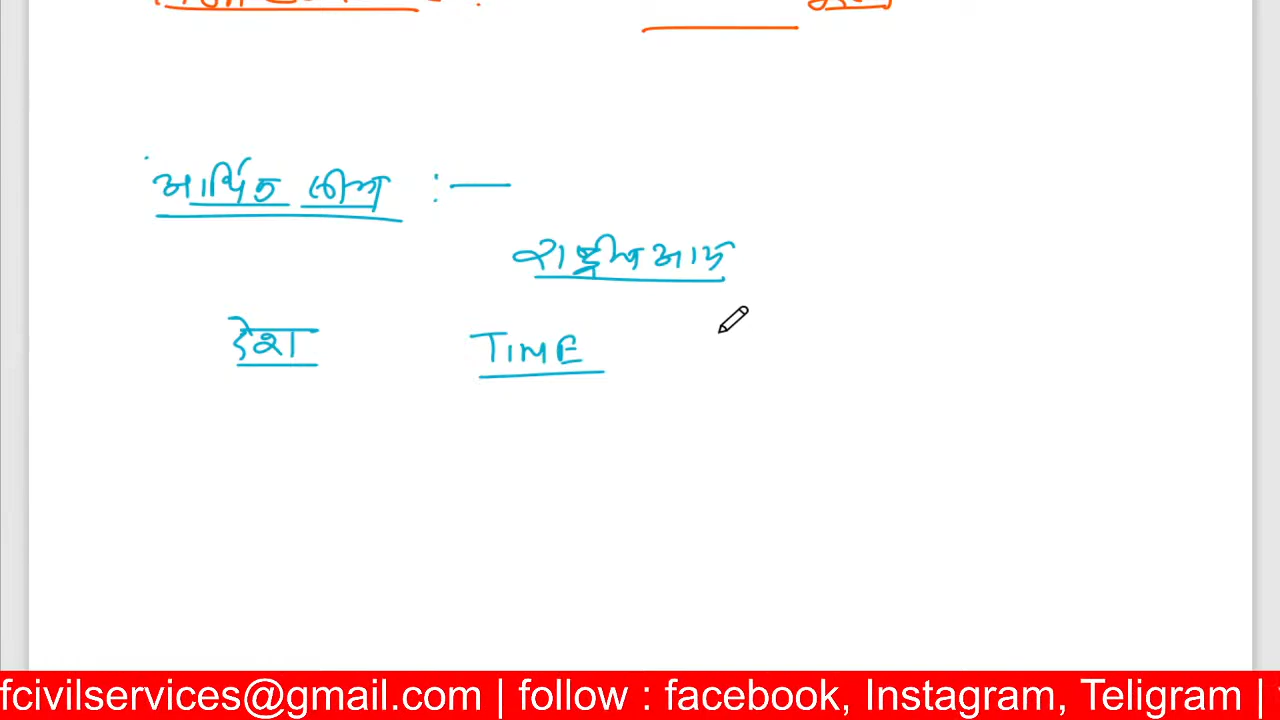 आर्थिक सीमा :—
राष्ट्रीय आय
देश TIME
fcivilservices@gmail.com | follow : facebook, Instagram, Teligram |